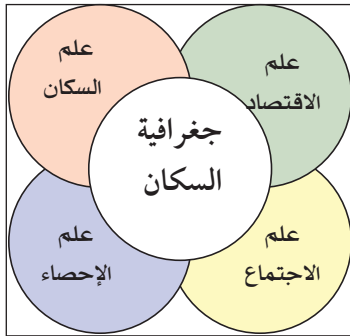 علم
الاقتصاد
علم
السكان
جغرافية
السكان
علم
الاجتماع
علم
الإحصاء